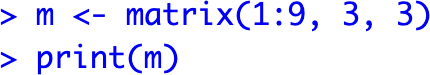 > m <- matrix(1:9, 3, 3)
> print(m)